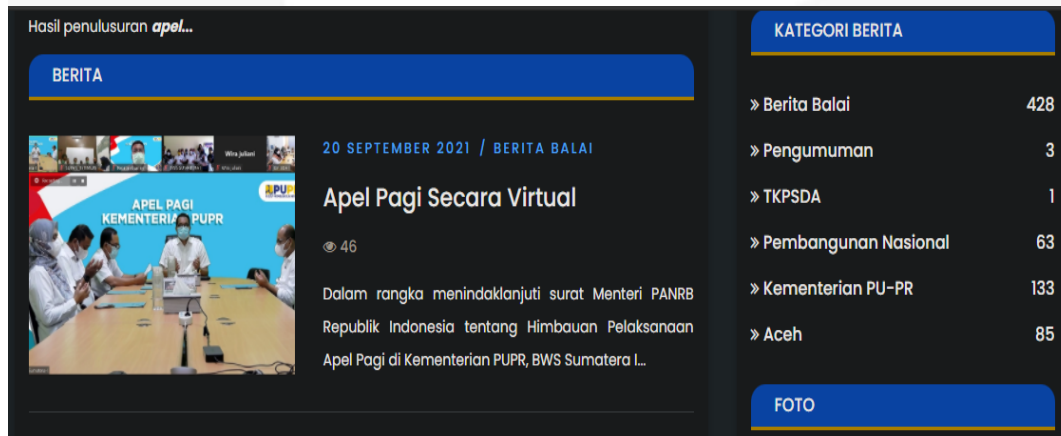 Hasil penulusuran apel...
BERITA
Wira juliani
PUPR
APEL PAGI
KEMENTERIAN PUPR
20 SEPTEMBER 2021 / BERITA BALAI
Apel Pagi Secara Virtual
46
Dalam rangka menindaklanjuti surat Menteri PANRB
Republik Indonesia tentang Himbauan Pelaksanaan
Apel Pagi di Kementerian PUPR, BWS Sumatera I...
KATEGORI BERITA
» Berita Balai 428
» Pengumuman 3
» TKPSDA 1
» Pembangunan Nasional 63
» Kementerian PU-PR 133
» Aceh 85
FOTO